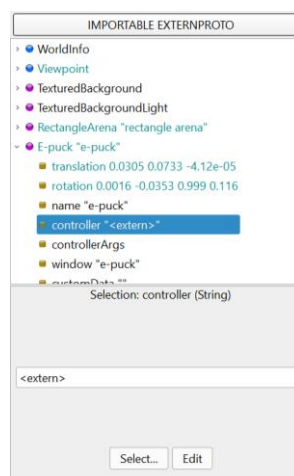 IMPORTABLE EXTERNPROTO
WorldInfo
Viewpoint
TexturedBackground
TexturedBackgroundLight
RectangleArena "rectangle arena"
E-puck "e-puck"
translation 0.0305 0.0733 -4.12e-05
rotation 0.0016 -0.0353 0.999 0.116
name "e-puck"
controller "<extern>"
controllerArgs
window "e-puck"
customData ""
Selection: controller (String)
<extern>
Select... Edit